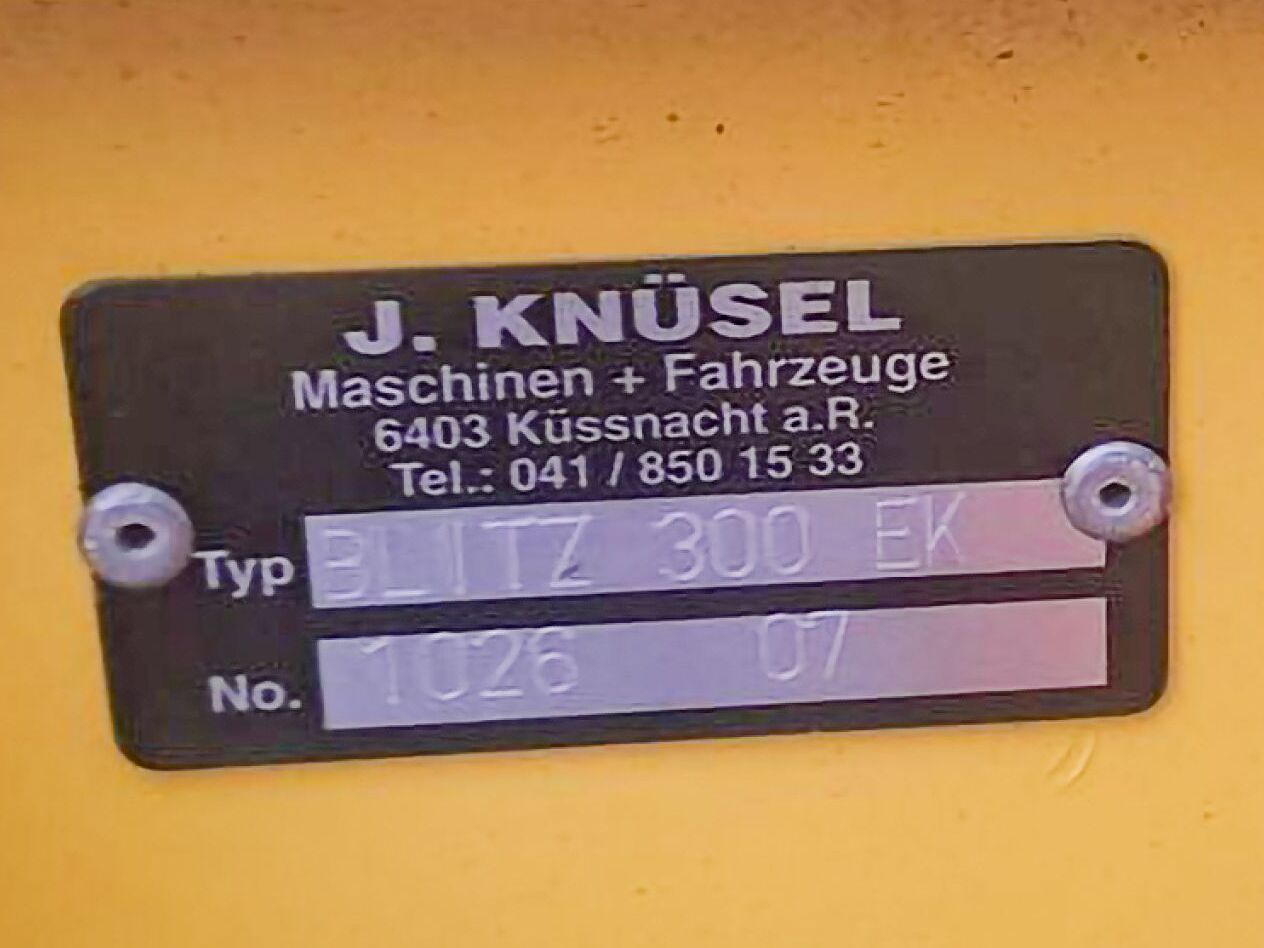 J. KNÜSEL
Maschinen + Fahrzeuge
6403 Küssnacht a.R.
Tel.: 041 / 850 15 33
Typ BLITZ 300 EK
No. 1026 07